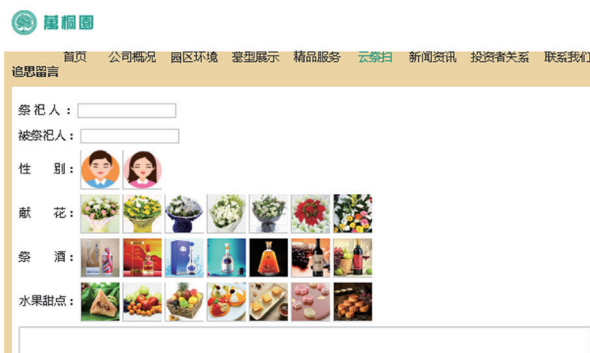 萬桐園
首页 公司概况 园区环境 墓型展示 精品服务 云祭扫 新闻资讯 投资者关系 联系我们
追思留言
祭祀人：
被祭祀人：
性 别：
献 花：
祭 酒：
水果甜点：